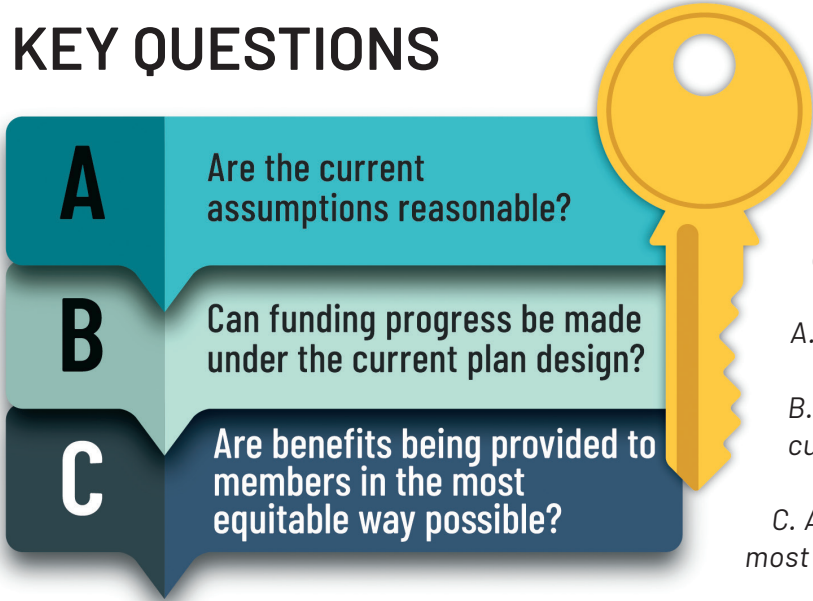 KEY QUESTIONS
A
Are the current
assumptions reasonable?
B
Can funding progress be made
under the current plan design?
C
Are benefits being provided to
members in the most
equitable way possible?
A.
B.
C. A
most